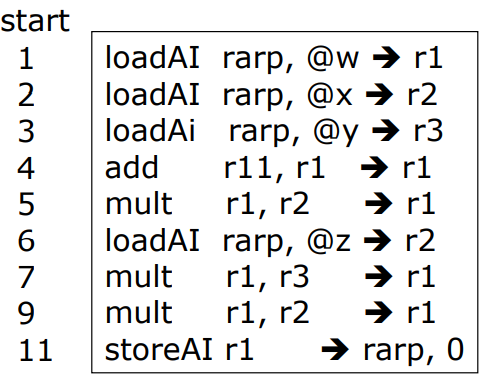 start
1 loadAI rarp, @w → r1
2 loadAI rarp, @x → r2
3 loadAi rarp, @y → r3
4 add r11, r1 → r1
5 mult r1, r2 → r1
6 loadAI rarp, @z → r2
7 mult r1, r3 → r1
9 mult r1, r2 → r1
11 storeAI r1 → rarp, 0